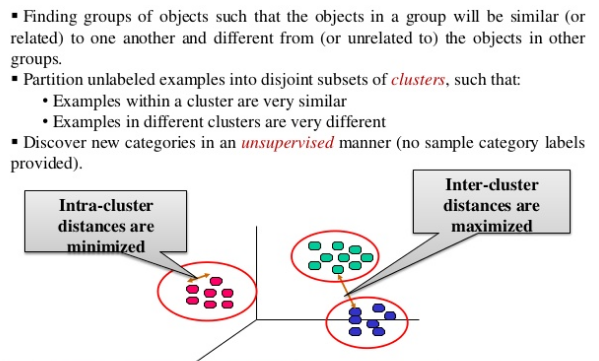 ▪ Finding groups of objects such that the objects in a group will be similar (or
related) to one another and different from (or unrelated to) the objects in other
groups.
▪ Partition unlabeled examples into disjoint subsets of clusters, such that:
• Examples within a cluster are very similar
• Examples in different clusters are very different
▪ Discover new categories in an unsupervised manner (no sample category labels
provided).
Intra-cluster
distances are
minimized
Inter-cluster
distances are
maximized